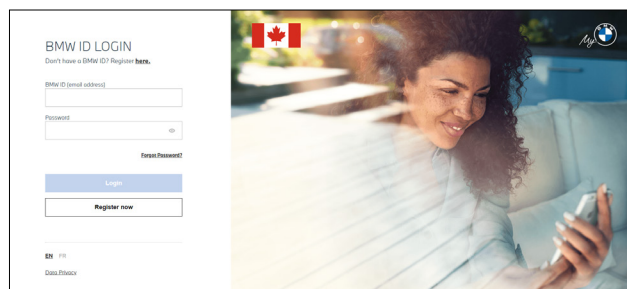 BMW ID LOGIN
Don't have a BMW ID? Register here.
BMW ID (email address)
Password
Forgot Password?
Login
Register now
EN FR
Data Privacy
My